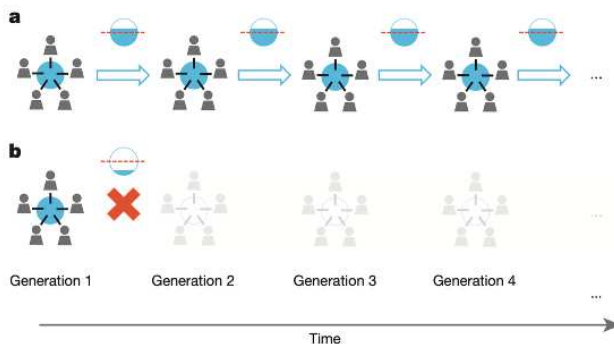 a
...
b
...
Generation 1 Generation 2 Generation 3 Generation 4
...
Time